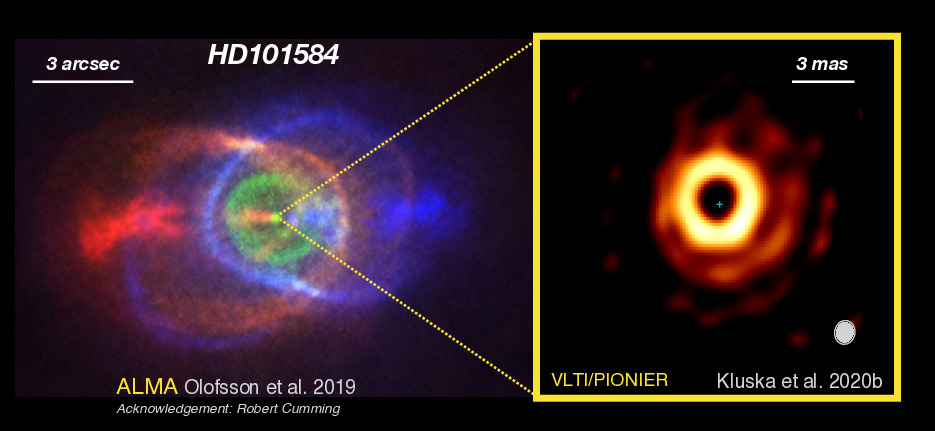 HD101584
3 arcsec
3 mas
ALMA Olofsson et al. 2019
Acknowledgement: Robert Cumming
VLTI/PIONIER
Kluska et al. 2020b